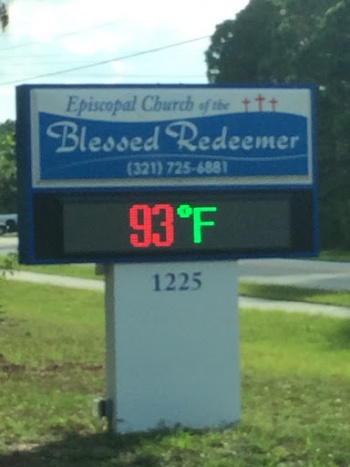 Episcopal Church of the
Blessed Redeemer
(321) 725-6881
93°F
1225